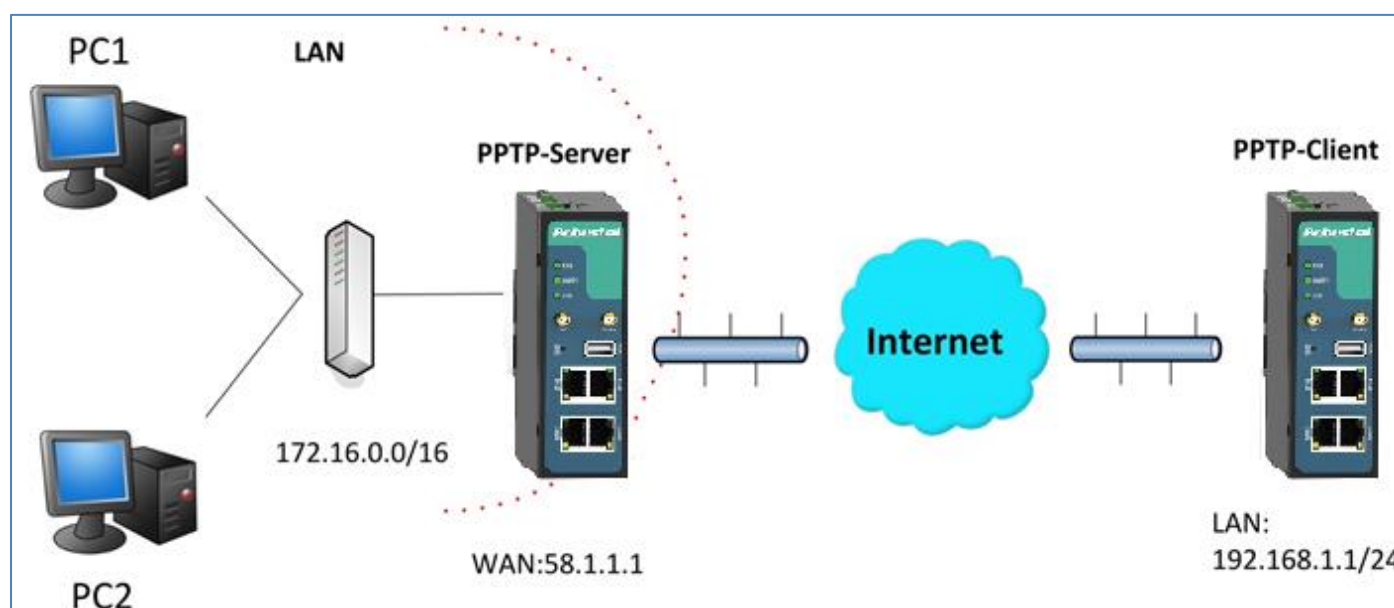 PC1
LAN
PPTP-Server
PPTP-Client
Internet
172.16.0.0/16
WAN:58.1.1.1
LAN:
192.168.1.1/24
PC2